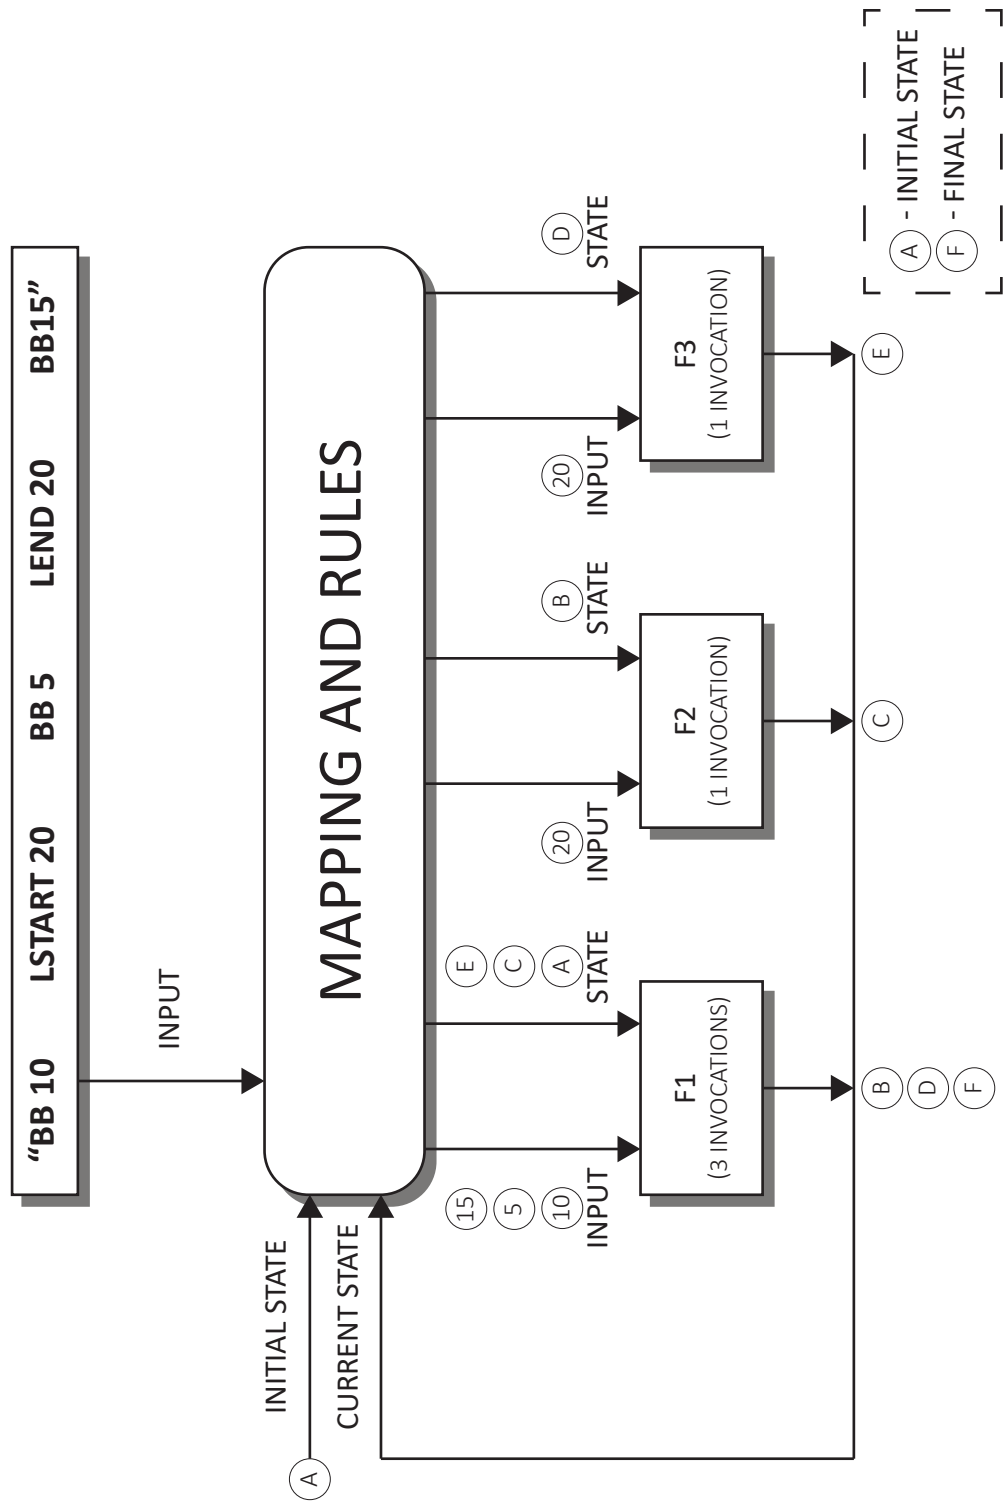 “BB 10 LSTART 20 BB 5 LEND 20 BB15”
INPUT
INITIAL STATE
A
CURRENT STATE
MAPPING AND RULES
15
5
10
INPUT
E
C
A
STATE
20
INPUT
B
STATE
20
INPUT
D
STATE
F1
(3 INVOCATIONS)
F2
(1 INVOCATION)
F3
(1 INVOCATION)
B
D
F
C
E
A - INITIAL STATE
F - FINAL STATE